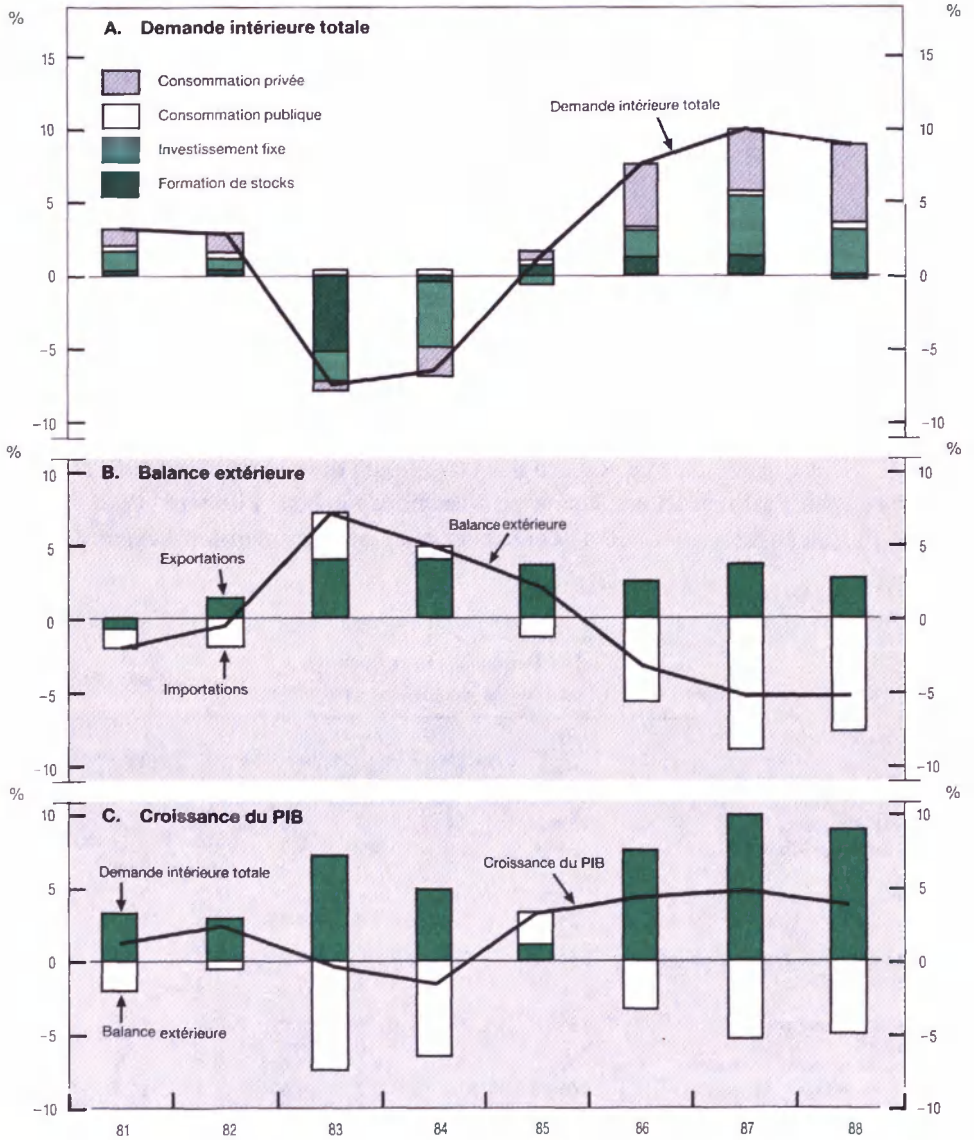 % %
A. Demande intérieure totale
15 15
Consommation privée
Consommation publique
Demande intérieure totale
10 10
Investissement fixe
Formation de stocks
5 5
0 0
-5 -5
-10 -10
% %
10 10
B. Balance extérieure
Balance extérieure
Exportations
5 5
0 0
Importations
-5 -5
-10 -10
% %
10 10
C. Croissance du PIB
Demande intérieure totale
Croissance du PIB
5 5
0 0
Balance extérieure
-5 -5
-10 -10
81 82 83 84 85 86 87 88